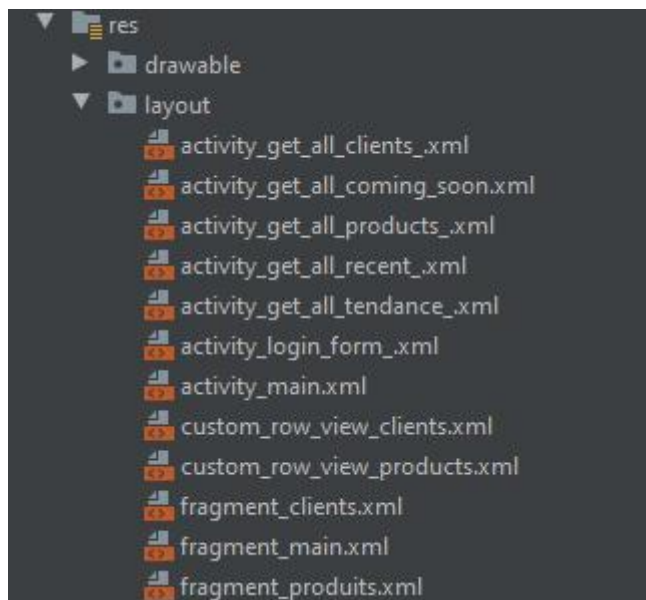 res
drawable
layout
activity_get_all_clients_.xml
activity_get_all_coming_soon.xml
activity_get_all_products_.xml
activity_get_all_recent_.xml
activity_get_all_tendance_.xml
activity_login_form_.xml
activity_main.xml
custom_row_view_clients.xml
custom_row_view_products.xml
fragment_clients.xml
fragment_main.xml
fragment_produits.xml